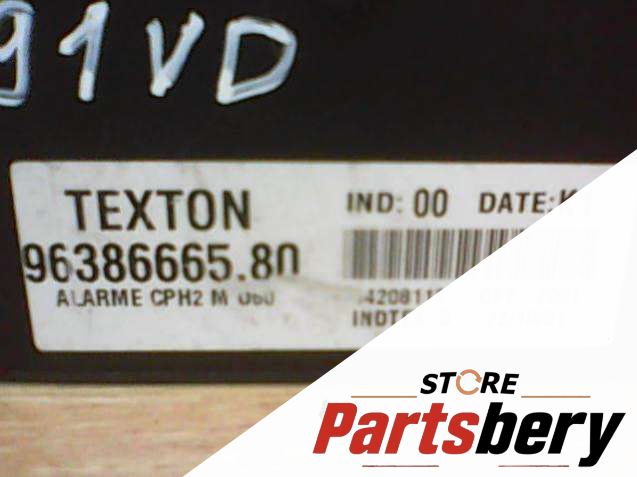 91VD
TEXTON
IND: 00 DATE:
96386665.80
ALARME CPH2 M
STORE
Partsbery